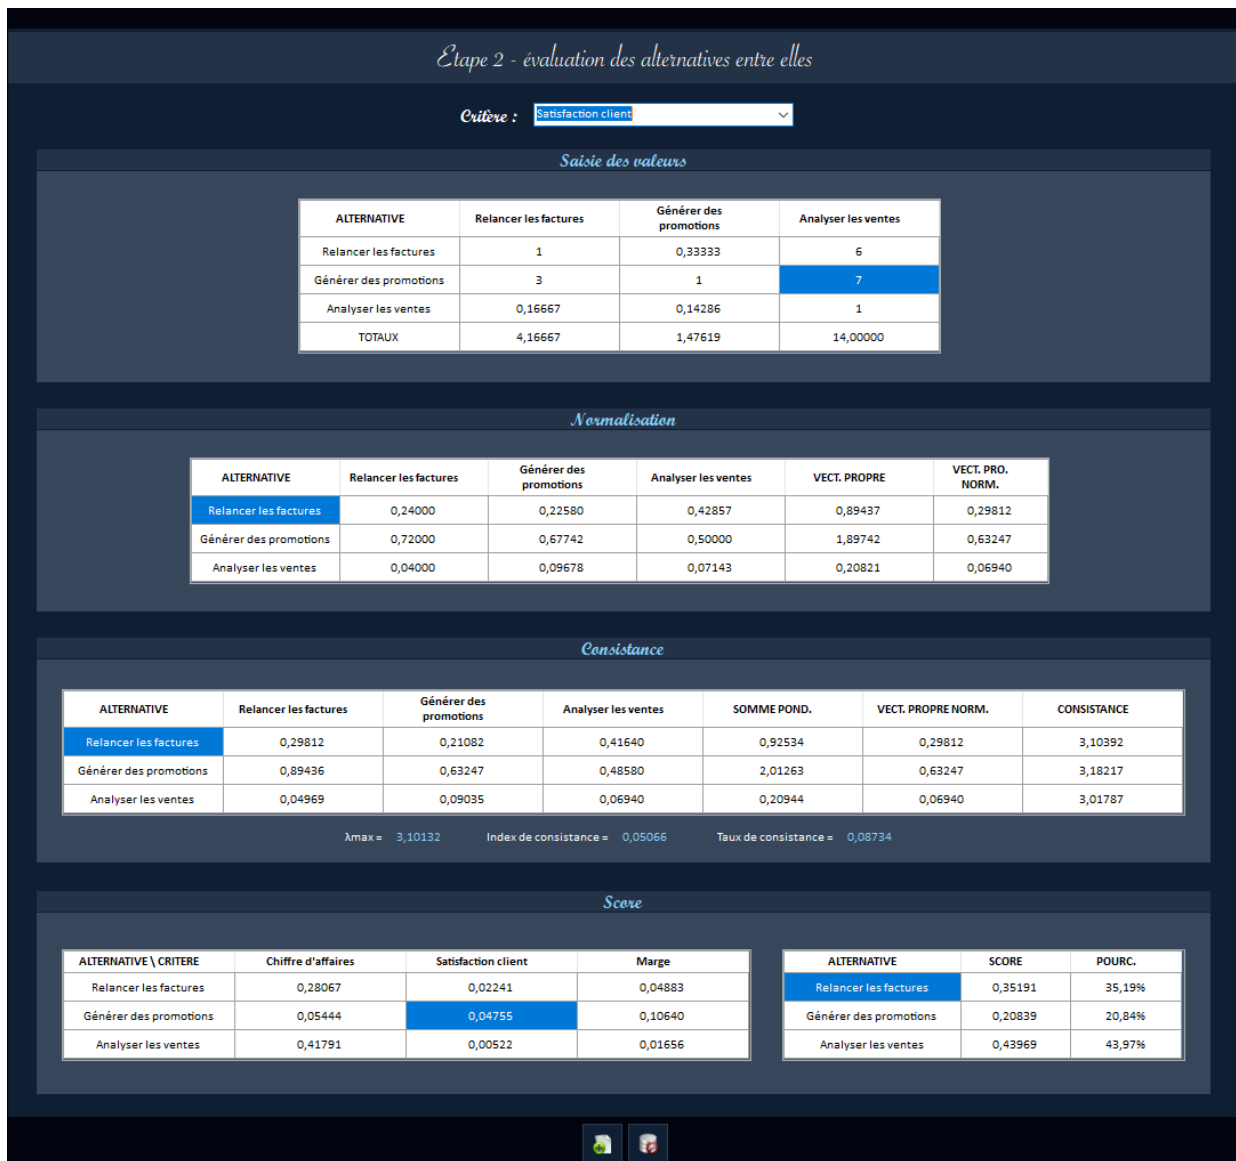 Etape 2 - évaluation des alternatives entre elles
Critère : Satisfaction client
Saisie des valeurs
ALTERNATIVE Relancer les factures Générer des promotions Analyser les ventes
Relancer les factures 1 0,33333 6
Générer des promotions 3 1 7
Analyser les ventes 0,16667 0,14286 1
TOTAUX 4,16667 1,47619 14,00000
Normalisation
ALTERNATIVE Relancer les factures Générer des promotions Analyser les ventes VECT. PROPRE VECT. PRO. NORM.
Relancer les factures 0,24000 0,22580 0,42857 0,89437 0,29812
Générer des promotions 0,72000 0,67742 0,50000 1,89742 0,63247
Analyser les ventes 0,04000 0,09678 0,07143 0,20821 0,06940
Consistance
ALTERNATIVE Relancer les factures Générer des promotions Analyser les ventes SOMME POND. VECT. PROPRE NORM. CONSISTANCE
Relancer les factures 0,29812 0,21082 0,41640 0,92534 0,29812 3,10392
Générer des promotions 0,89436 0,63247 0,48580 2,01263 0,63247 3,18217
Analyser les ventes 0,04969 0,09035 0,06940 0,20944 0,06940 3,01787
λmax = 3,10132 Index de consistance = 0,05066 Taux de consistance = 0,08734
Score
ALTERNATIVE \ CRITERE Chiffre d'affaires Satisfaction client Marge
Relancer les factures 0,28067 0,02241 0,04883
Générer des promotions 0,05444 0,04755 0,10640
Analyser les ventes 0,41791 0,00522 0,01656
ALTERNATIVE SCORE POURC.
Relancer les factures 0,35191 35,19%
Générer des promotions 0,20839 20,84%
Analyser les ventes 0,43969 43,97%